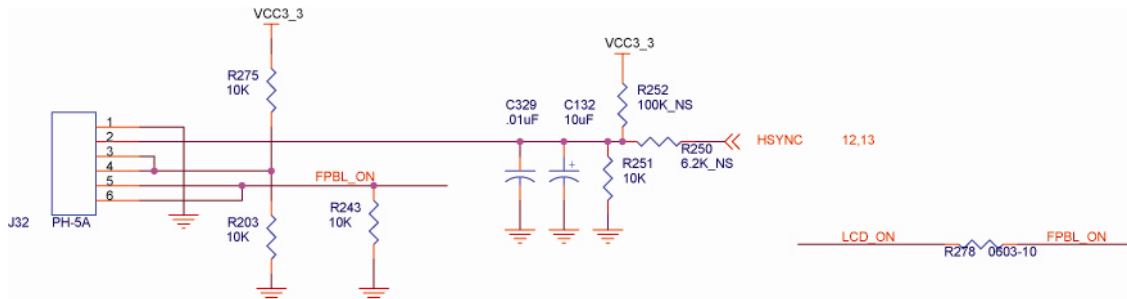 VCC3_3
R275
10K
VCC3_3
R252
100K_NS
C329
.01uF
C132
10uF
1
2
3
4
5
6
R250
6.2K_NS
HSYNC 12,13
R251
10K
FPBL_ON
J32 PH-5A
R203
10K
R243
10K
+
LCD_ON
R278 0603-10
FPBL_ON